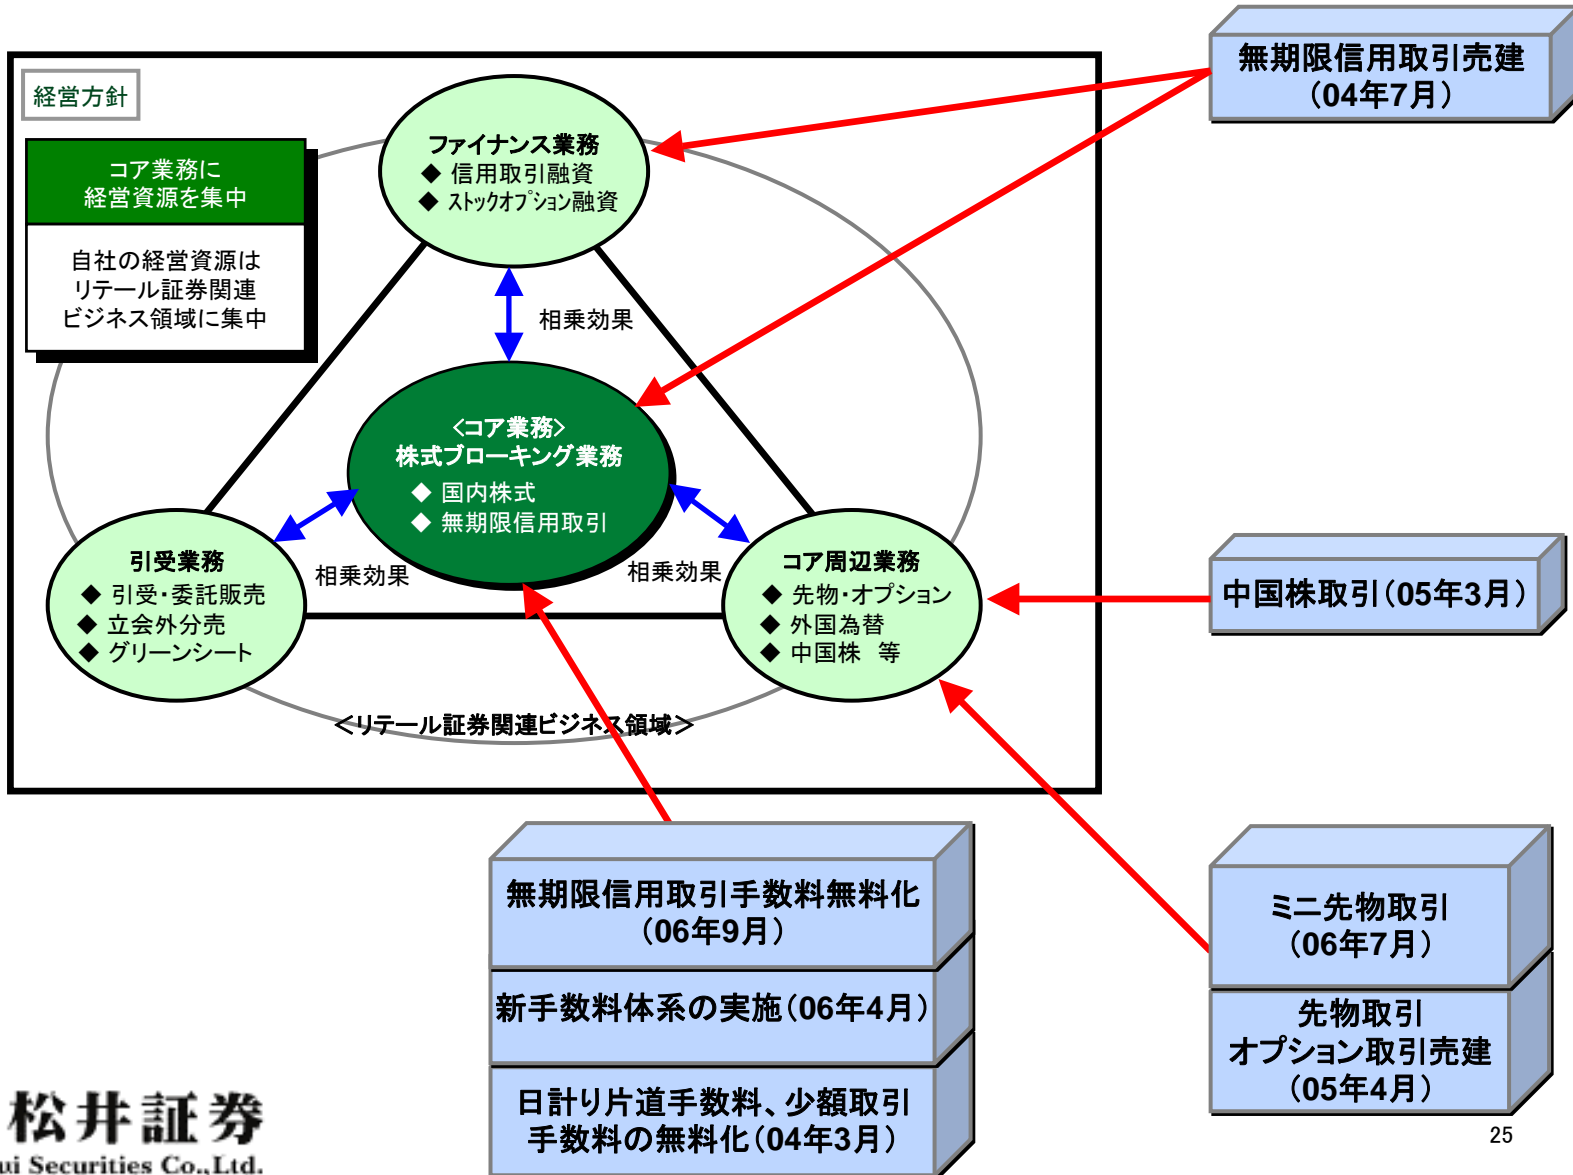 無期限信用取引売建
（04年7月）
経営方針
コア業務に
経営資源を集中
自社の経営資源は
リテール証券関連
ビジネス領域に集中
ファイナンス業務
◆ 信用取引融資
◆ ストックオプション融資
相乗効果
＜コア業務＞
株式ブローキング業務
◆ 国内株式
◆ 無期限信用取引
引受業務
◆ 引受・委託販売
◆ 立会外分売
◆ グリーンシート
相乗効果
相乗効果
コア周辺業務
◆ 先物・オプション
◆ 外国為替
◆ 中国株　等
中国株取引（05年3月）
＜リテール証券関連ビジネス領域＞
無期限信用取引手数料無料化
（06年9月）
新手数料体系の実施（06年4月）
日計り片道手数料、少額取引
手数料の無料化（04年3月）
ミニ先物取引
（06年7月）
先物取引
オプション取引売建
（05年4月）
松井証券
ui Securities Co.,Ltd.
25